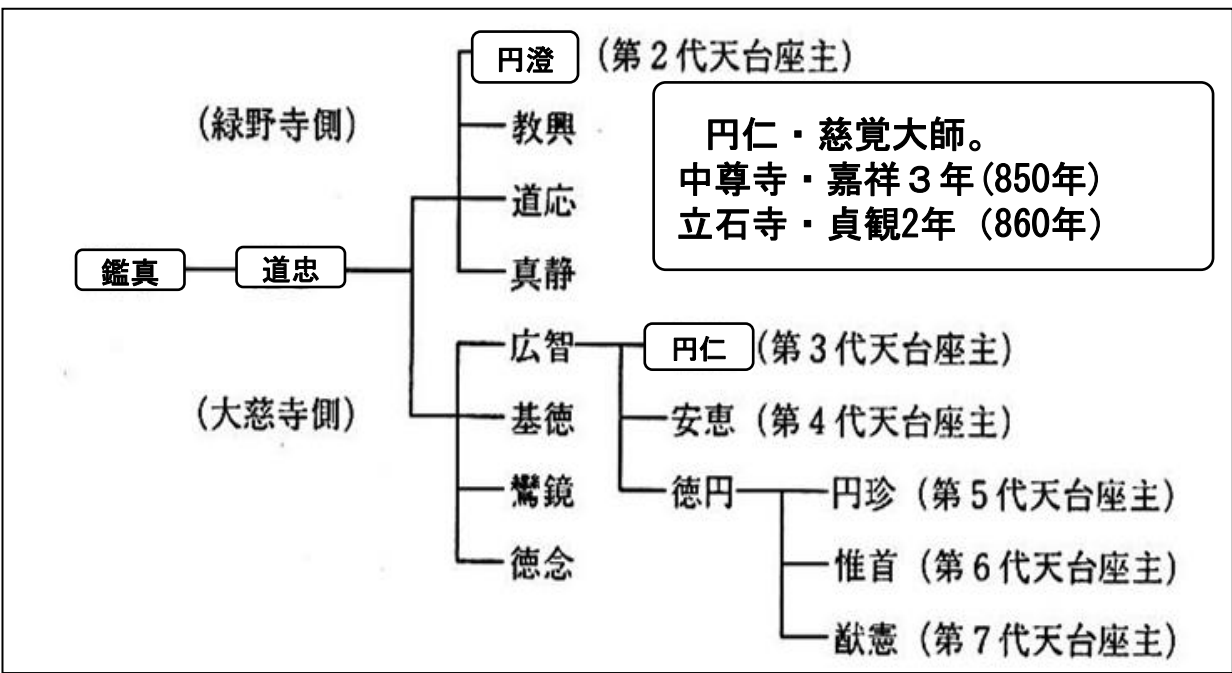 円澄 (第2代天台座主)
(緑野寺側)
教興
道応
真静
円仁・慈覚大師。
中尊寺・嘉祥3年(850年)
立石寺・貞観2年 (860年)
鑑真 道忠
(大慈寺側)
広智 円仁 (第3代天台座主)
基徳 安恵 (第4代天台座主)
鸞鏡 徳円 円珍 (第5代天台座主)
徳念 惟首 (第6代天台座主)
猷憲 (第7代天台座主)